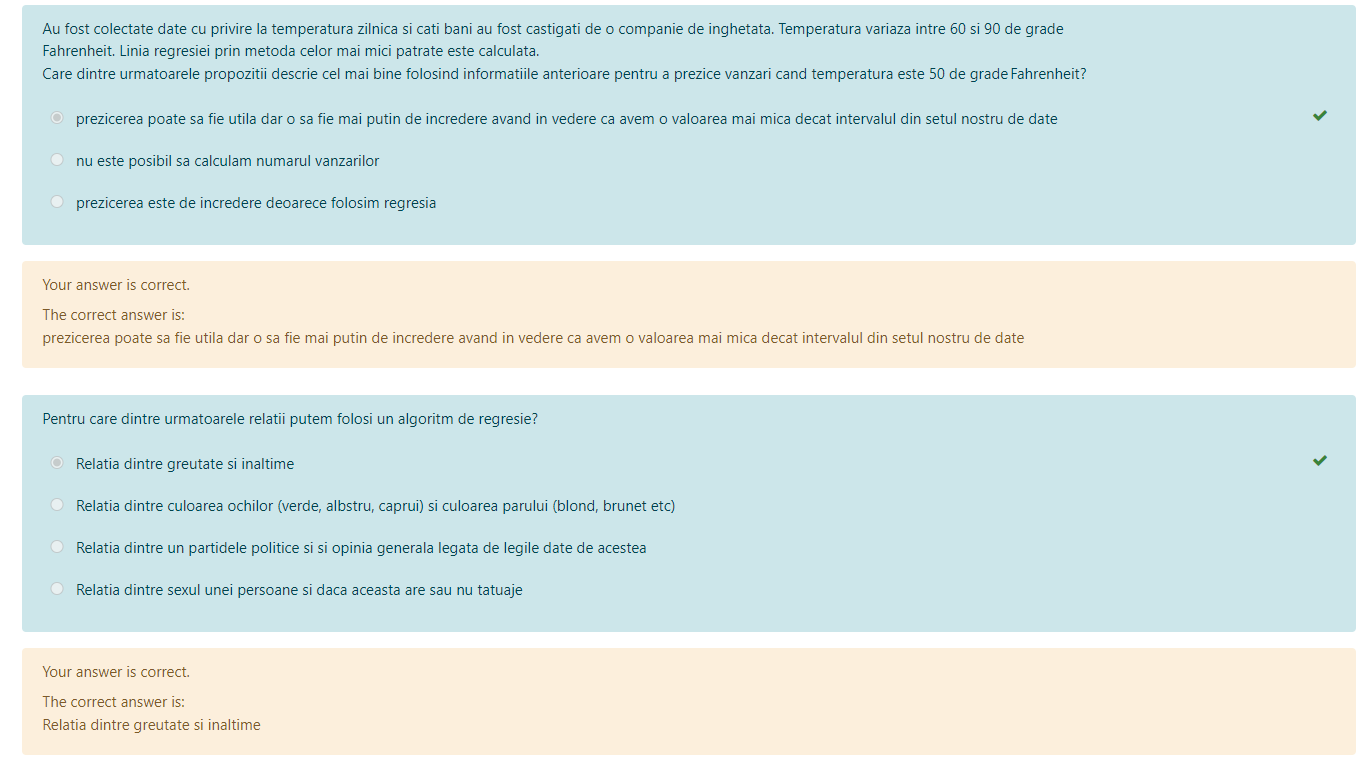 Au fost colectate date cu privire la temperatura zilnica si cati bani au fost castigati de o companie de inghetata. Temperatura variaza intre 60 si 90 de grade
Fahrenheit. Linia regresiei prin metoda celor mai mici patrate este calculata.
Care dintre urmatoarele propozitii descrie cel mai bine folosind informatiile anterioare pentru a prezice vanzari cand temperatura este 50 de grade Fahrenheit?
prezicerea poate sa fie utila dar o sa fie mai putin de incredere avand in vedere ca avem o valoarea mai mica decat intervalul din setul nostru de date
nu este posibil sa calculam numarul vanzarilor
prezicerea este de incredere deoarece folosim regresia
Your answer is correct.
The correct answer is:
prezicerea poate sa fie utila dar o sa fie mai putin de incredere avand in vedere ca avem o valoarea mai mica decat intervalul din setul nostru de date
Pentru care dintre urmatoarele relatii putem folosi un algoritm de regresie?
Relatia dintre greutate si inaltime
Relatia dintre culoarea ochilor (verde, albstru, caprui) si culoarea parului (blond, brunet etc)
Relatia dintre un partidele politice si si opinia generala legata de legile date de acestea
Relatia dintre sexul unei persoane si daca aceasta are sau nu tatuaje
Your answer is correct.
The correct answer is:
Relatia dintre greutate si inaltime